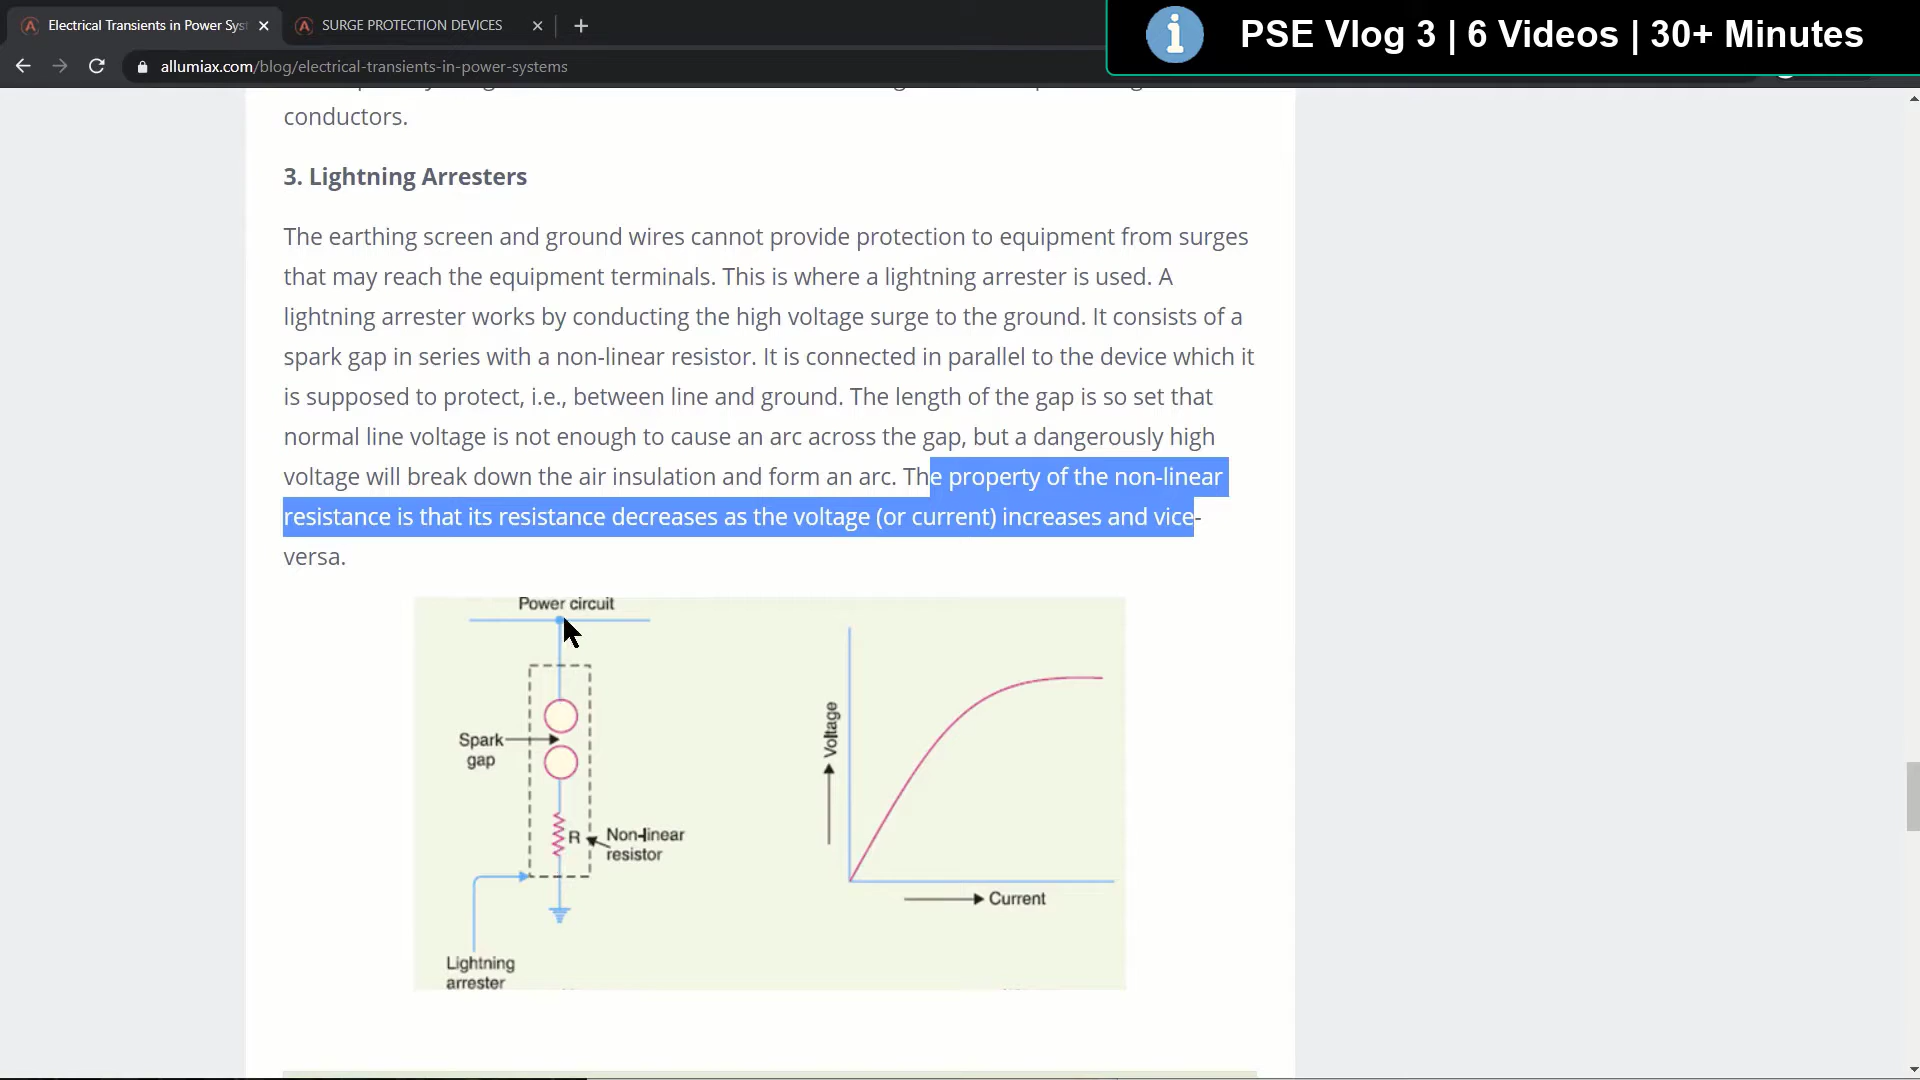 Electrical Transients in Power Sys
SURGE PROTECTION DEVICES
PSE Vlog 3 | 6 Videos | 30+ Minutes
allumiax.com/blog/electrical-transients-in-power-systems
conductors.
3. Lightning Arresters
The earthing screen and ground wires cannot provide protection to equipment from surges
that may reach the equipment terminals. This is where a lightning arrester is used. A
lightning arrester works by conducting the high voltage surge to the ground. It consists of a
spark gap in series with a non-linear resistor. It is connected in parallel to the device which it
is supposed to protect, i.e., between line and ground. The length of the gap is so set that
normal line voltage is not enough to cause an arc across the gap, but a dangerously high
voltage will break down the air insulation and form an arc. The property of the non-linear
resistance is that its resistance decreases as the voltage (or current) increases and vice-
versa.
Power circuit
Spark
gap
R
Non-linear
resistor
Lightning
arrester
Voltage
Current